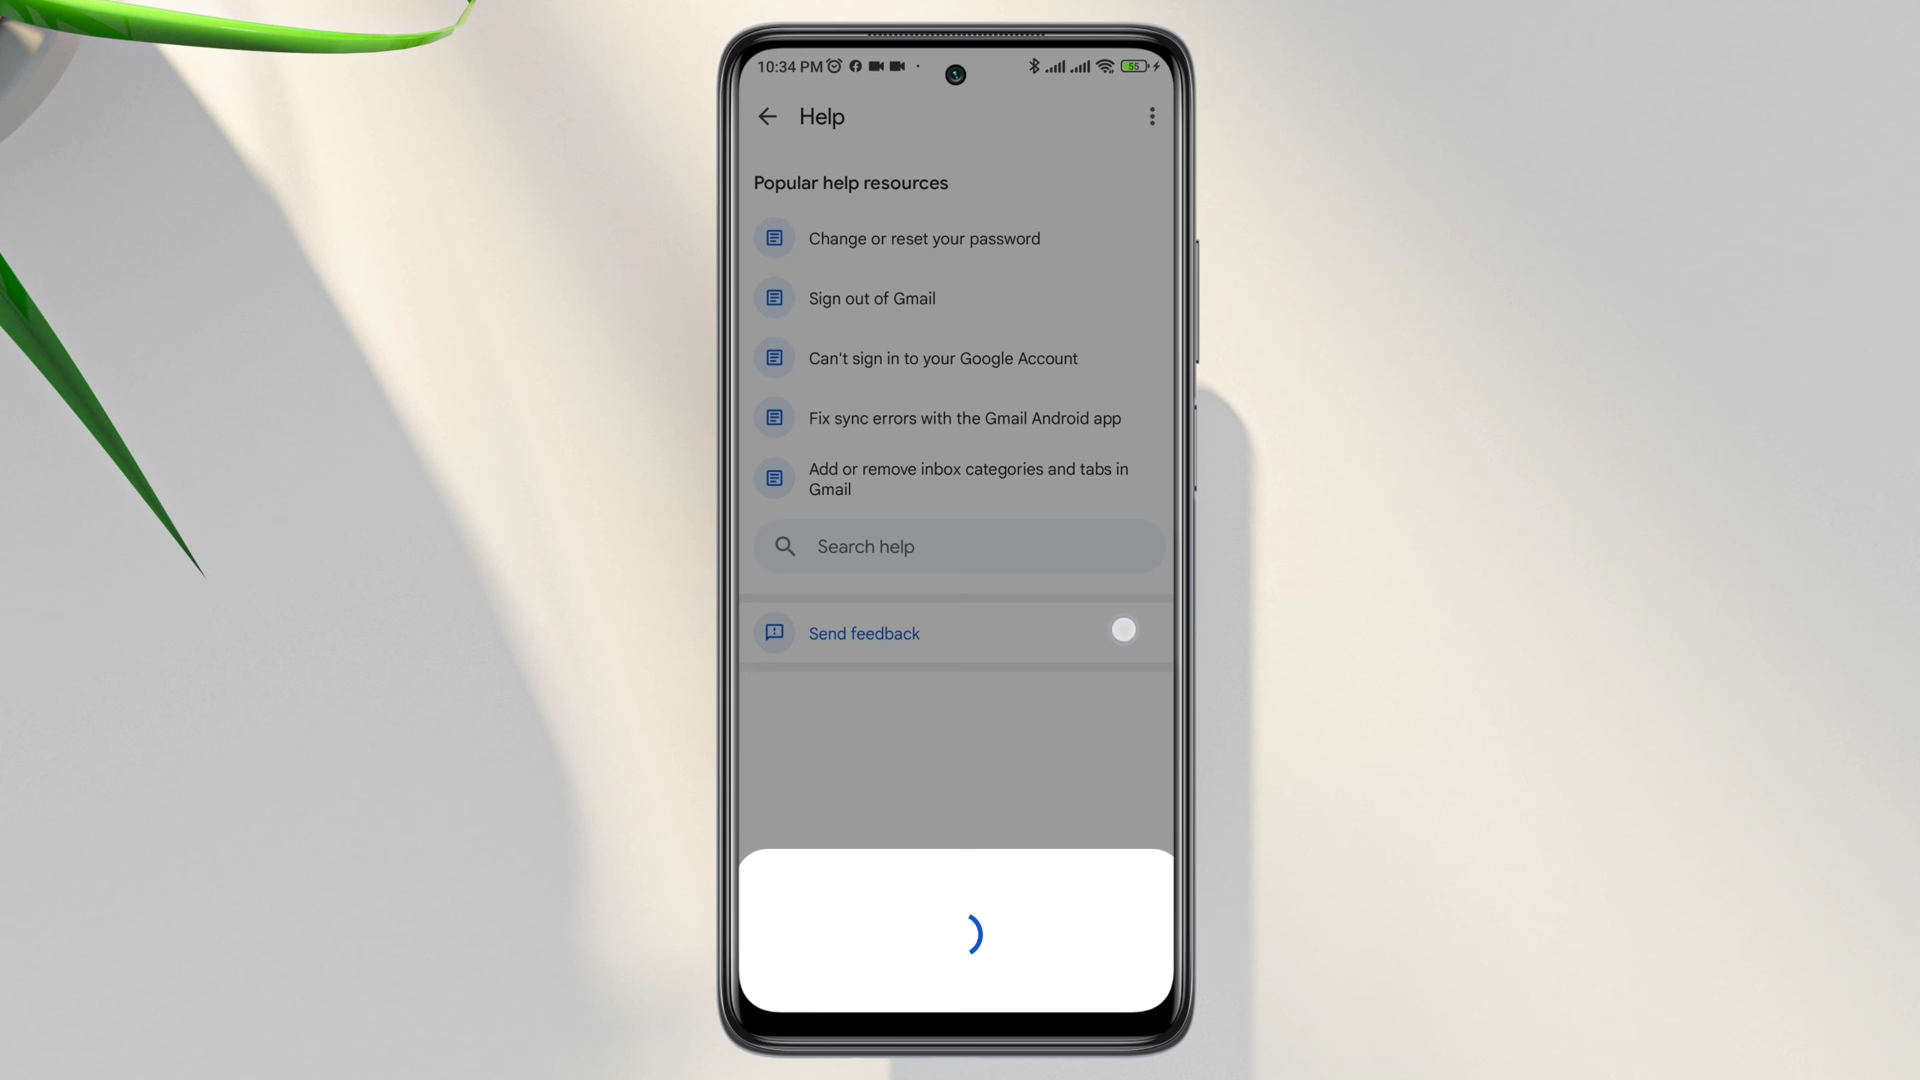 10:34 PM
55
Help
Popular help resources
Change or reset your password
Sign out of Gmail
Can't sign in to your Google Account
Fix sync errors with the Gmail Android app
Add or remove inbox categories and tabs in
Gmail
Search help
Send feedback